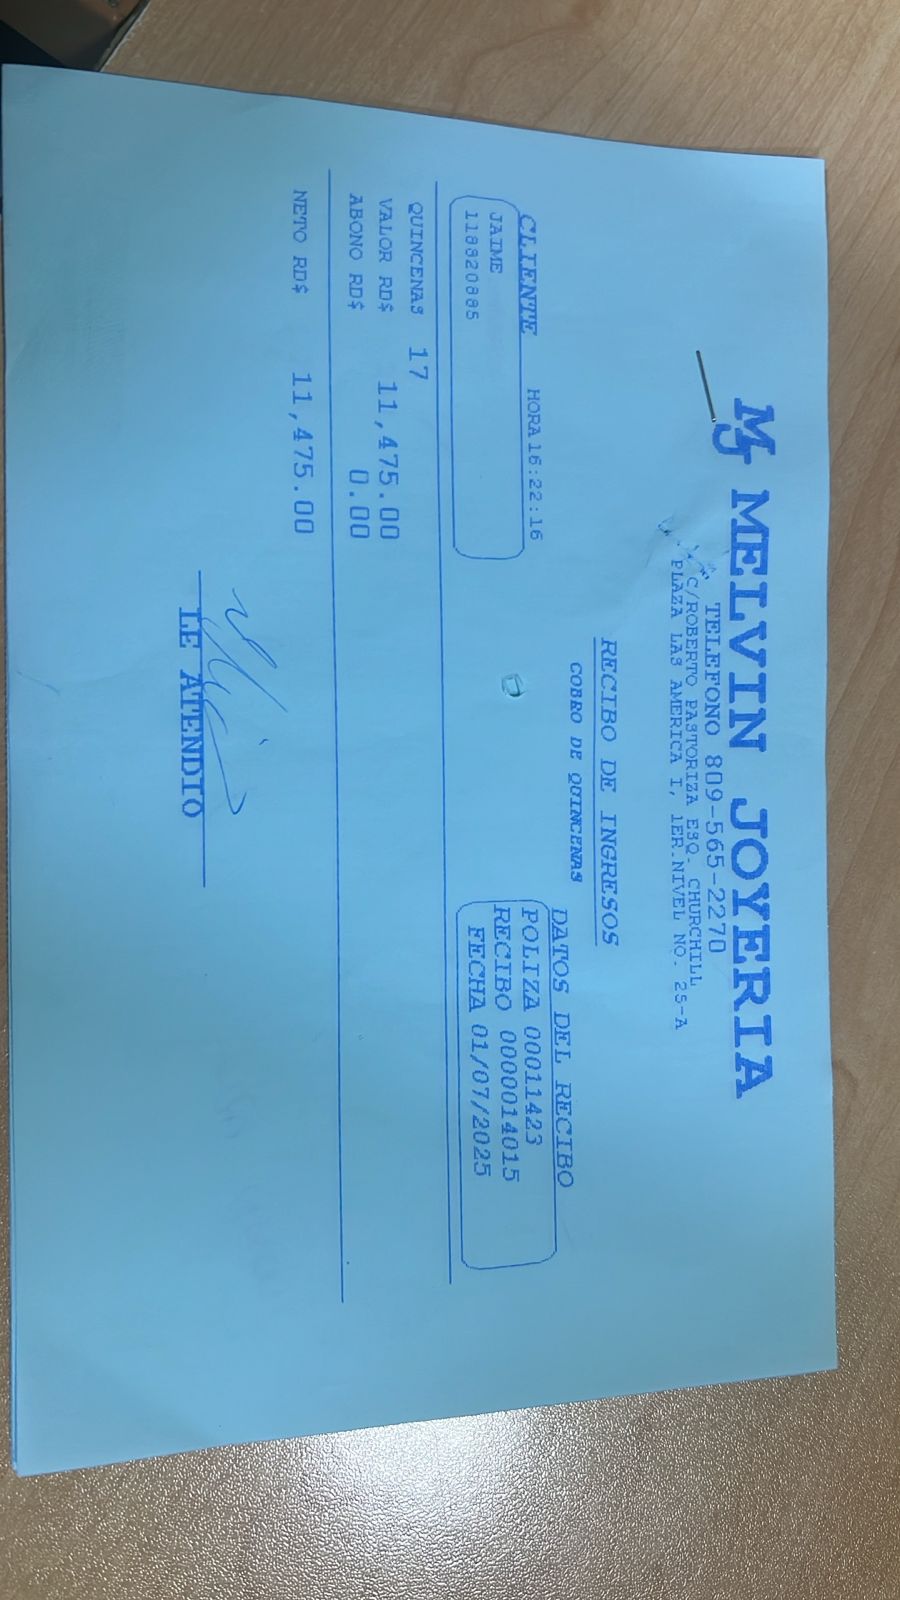 MJ MELVIN JOYERIA
TELEFONO 809-565-2270
C/ROBERTO PASTORIZA ESQ. CHURCHILL
PLAZA LAS AMERICA I, 1ER.NIVEL NO. 25-A
RECIBO DE INGRESOS
COBRO DE QUINCENAS
CLIENTE HORA 16:22:16
JAIME
118820885
DATOS DEL RECIBO
POLIZA 00011423
RECIBO 0000014015
FECHA 01/07/2025
QUINCENAS 17
VALOR RD$ 11,475.00
ABONO RD$ 0.00
NETO RD$ 11,475.00
LE ATENDIO